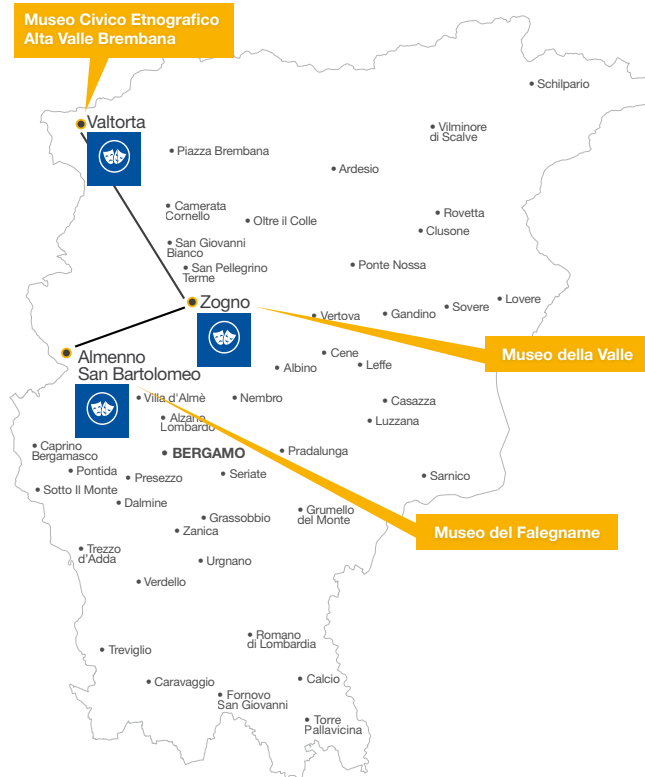 Museo Civico Etnografico
Alta Valle Brembana
Schilpario
Valtorta
Vilminore
di Scalve
Piazza Brembana
Ardesio
Camerata
Cornello
Oltre il Colle
Rovetta
Clusone
San Giovanni
Bianco
San Pellegrino
Terme
Ponte Nossa
Zogno
Vertova
Gandino
Sovere
Lovere
Almenno
San Bartolomeo
Cene
Leffe
Albino
Museo della Valle
Villa d'Almè
Nembro
Casazza
Alzano
Lombardo
Luzzana
Caprino
Bergamasco
BERGAMO
Pradalunga
Pontida
Presezzo
Seriate
Sarnico
Sotto Il Monte
Dalmine
Grassobbio
Grumello
del Monte
Zanica
Museo del Falegname
Trezzo
d'Adda
Urgnano
Verdello
Romano
di Lombardia
Treviglio
Caravaggio
Calcio
Fornovo
San Giovanni
Torre
Pallavicina